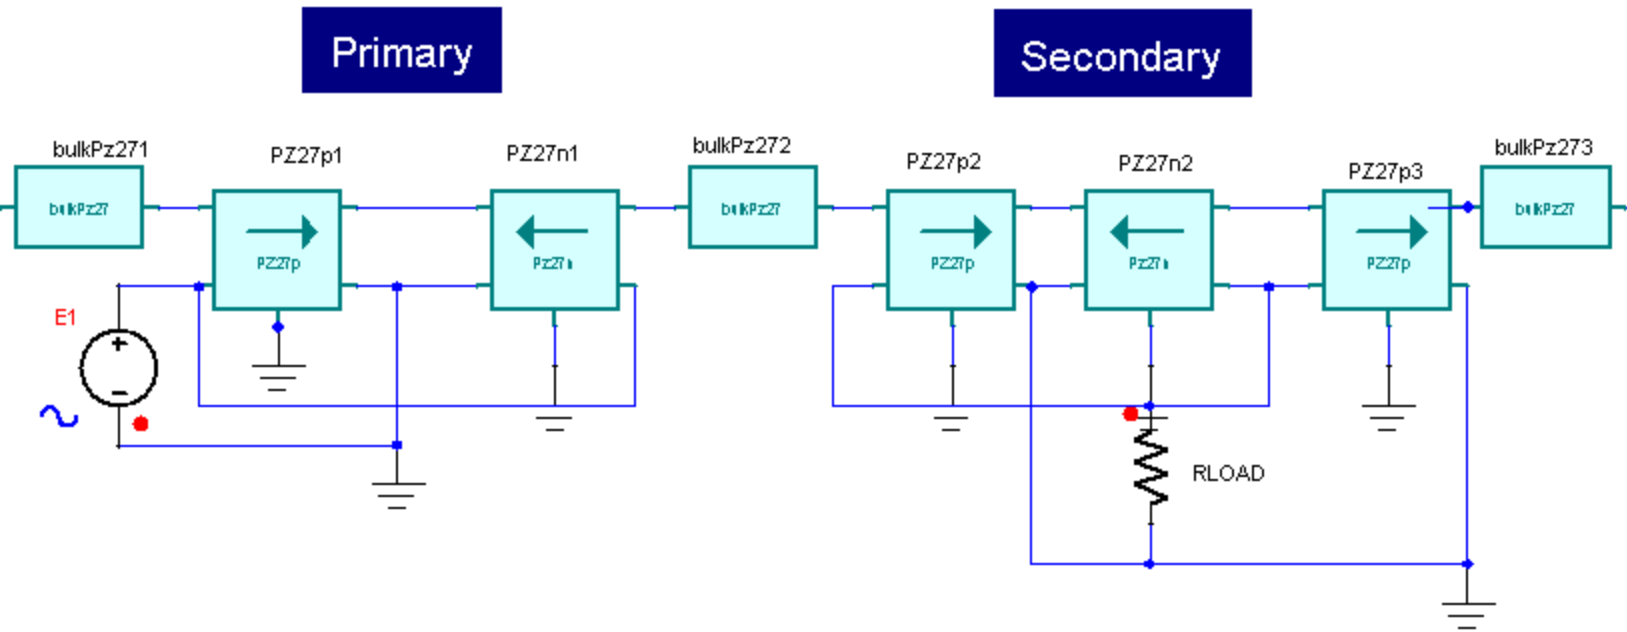 Primary
Secondary
bulkPz271
PZ27p1
PZ27n1
bulkPz272
PZ27p2
PZ27n2
PZ27p3
bulkPz273
bulkPz27
PZ27p
Pz27n
bulkPz27
PZ27p
Pz27n
PZ27p
bulkPz27
E1
RLOAD